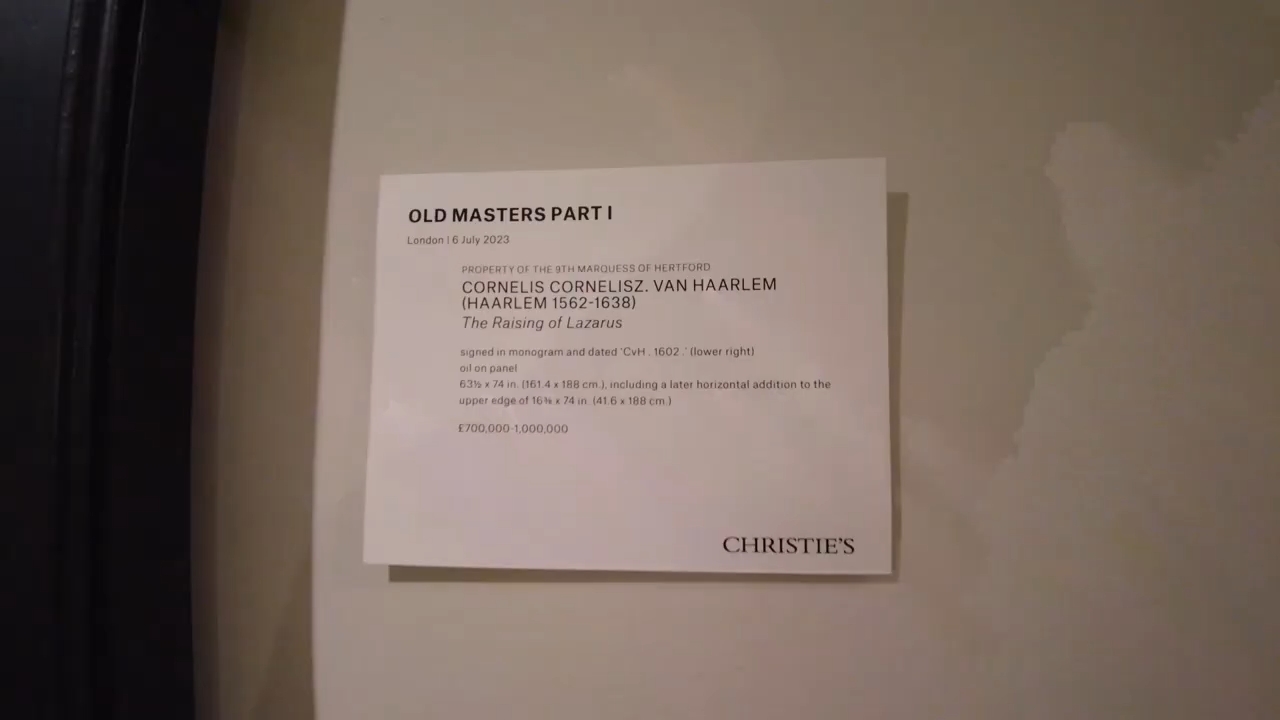 OLD MASTERS PART I
London | 6 July 2023
PROPERTY OF THE 9TH MARQUESS OF HERTFORD
CORNELIS CORNELISZ. VAN HAARLEM
(HAARLEM 1562-1638)
The Raising of Lazarus
signed in monogram and dated ‘CvH . 1602 .’ (lower right)
oil on panel
63½ x 74 in. (161.4 x 188 cm.), including a later horizontal addition to the
upper edge of 16⅜ x 74 in. (41.6 x 188 cm.)
£700,000-1,000,000
CHRISTIE'S